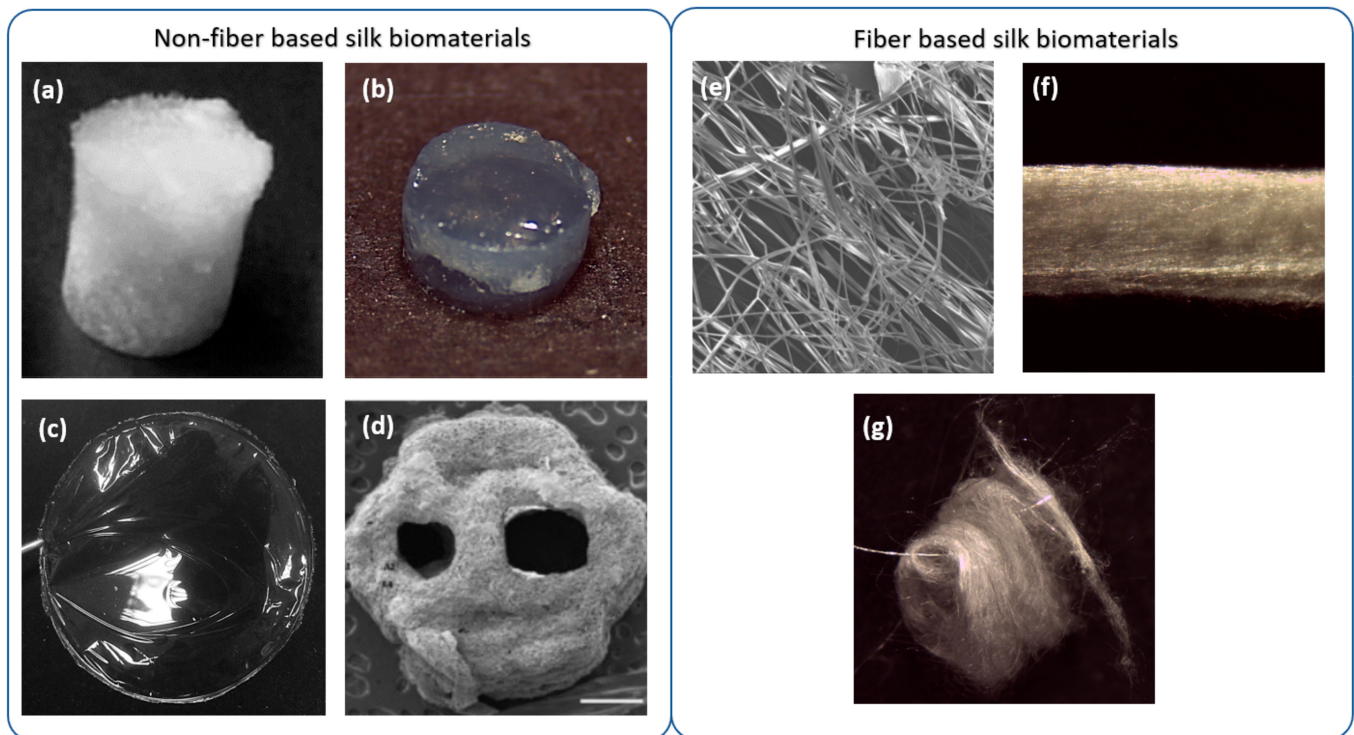 Non-fiber based silk biomaterials
Fiber based silk biomaterials
(a)
(b)
(e)
(f)
(c)
(d)
(g)